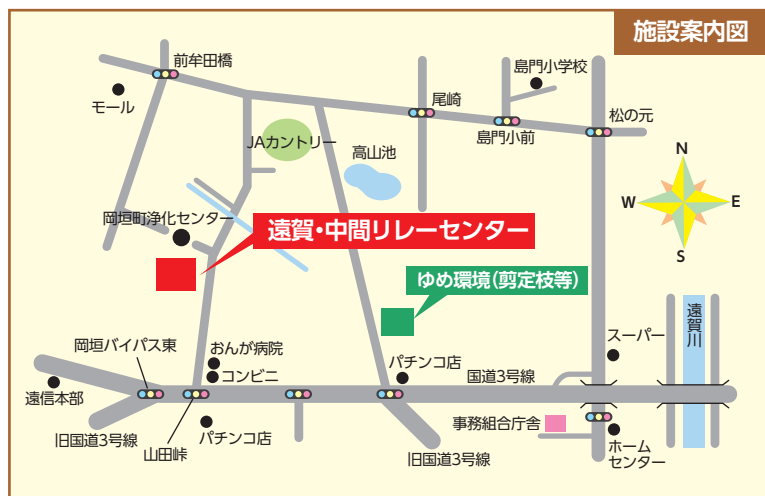 施設案内図
前牟田橋
モール
尾崎
島門小学校
島門小前
松の元
JAカントリー
高山池
N
W
E
S
岡垣町浄化センター
遠賀・中間リレーセンター
ゆめ環境(剪定枝等)
岡垣バイパス東
おんが病院
コンビニ
パチンコ店
国道3号線
スーパー
遠賀川
遠信本部
旧国道3号線
山田峠
パチンコ店
旧国道3号線
事務組合庁舎
ホーム
センター